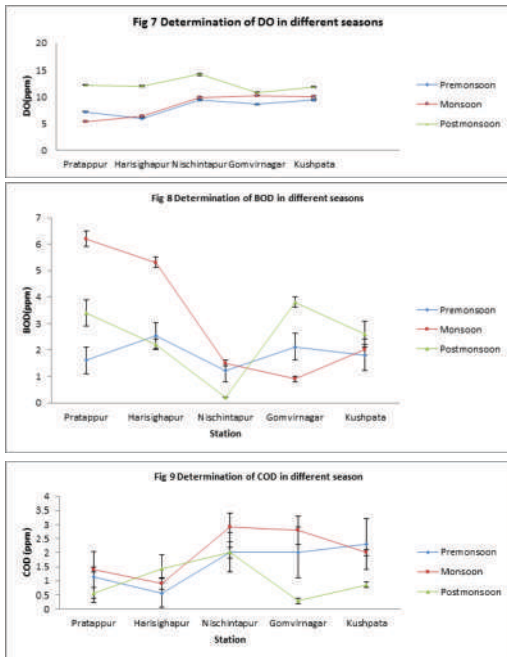 Fig 7 Determination of DO in different seasons
20
15
10
5
0
DO(ppm)
Pratappur Harisighapur Nischintapur Gomvirnagar Kushpata
Premonsoon
Monsoon
Postmonsoon
Fig 8 Determination of BOD in different seasons
7
6
5
4
3
2
1
0
BOD(ppm)
Pratappur Harisighapur Nischintapur Gomvirnagar Kushpata
Station
Premonsoon
Monsoon
Postmonsoon
Fig 9 Determination of COD in different season
4
3.5
3
2.5
2
1.5
1
0.5
0
COD (ppm)
Pratappur Harisighapur Nischintapur Gomvirnagar Kushpata
Station
Premonsoon
Monsoon
Postmonsoon